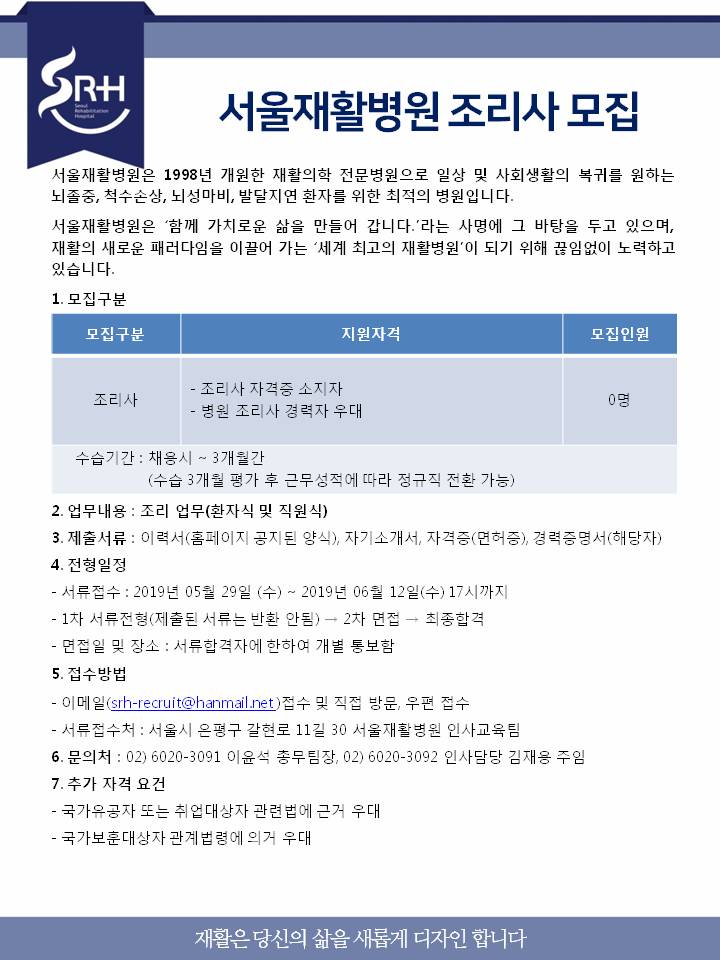 SRH
Seoul
Rehabilitation
Hospital
서울재활병원 조리사 모집
서울재활병원은 1998년 개원한 재활의학 전문병원으로 일상 및 사회생활의 복귀를 원하는
뇌졸중, 척수손상, 뇌성마비, 발달지연 환자를 위한 최적의 병원입니다.
서울재활병원은 ‘함께 가치로운 삶을 만들어 갑니다.’라는 사명에 그 바탕을 두고 있으며,
재활의 새로운 패러다임을 이끌어 가는 ‘세계 최고의 재활병원’이 되기 위해 끊임없이 노력하고
있습니다.
1. 모집구분
모집구분 지원자격 모집인원
조리사
- 조리사 자격증 소지자
- 병원 조리사 경력자 우대
0명
수습기간 : 채용시 ~ 3개월간
(수습 3개월 평가 후 근무성적에 따라 정규직 전환 가능)
2. 업무내용 : 조리 업무(환자식 및 직원식)
3. 제출서류 : 이력서(홈페이지 공지된 양식), 자기소개서, 자격증(면허증), 경력증명서(해당자)
4. 전형일정
- 서류접수 : 2019년 05월 29일 (수) ~ 2019년 06월 12일(수) 17시까지
- 1차 서류전형(제출된 서류는 반환 안됨) → 2차 면접 → 최종합격
- 면접일 및 장소 : 서류합격자에 한하여 개별 통보함
5. 접수방법
- 이메일(srh-recruit@hanmail.net )접수 및 직접 방문, 우편 접수
- 서류접수처 : 서울시 은평구 갈현로 11길 30 서울재활병원 인사교육팀
6. 문의처 : 02) 6020-3091 이윤석 총무팀장, 02) 6020-3092 인사담당 김재용 주임
7. 추가 자격 요건
- 국가유공자 또는 취업대상자 관련법에 근거 우대
- 국가보훈대상자 관계법령에 의거 우대
재활은 당신의 삶을 새롭게 디자인 합니다